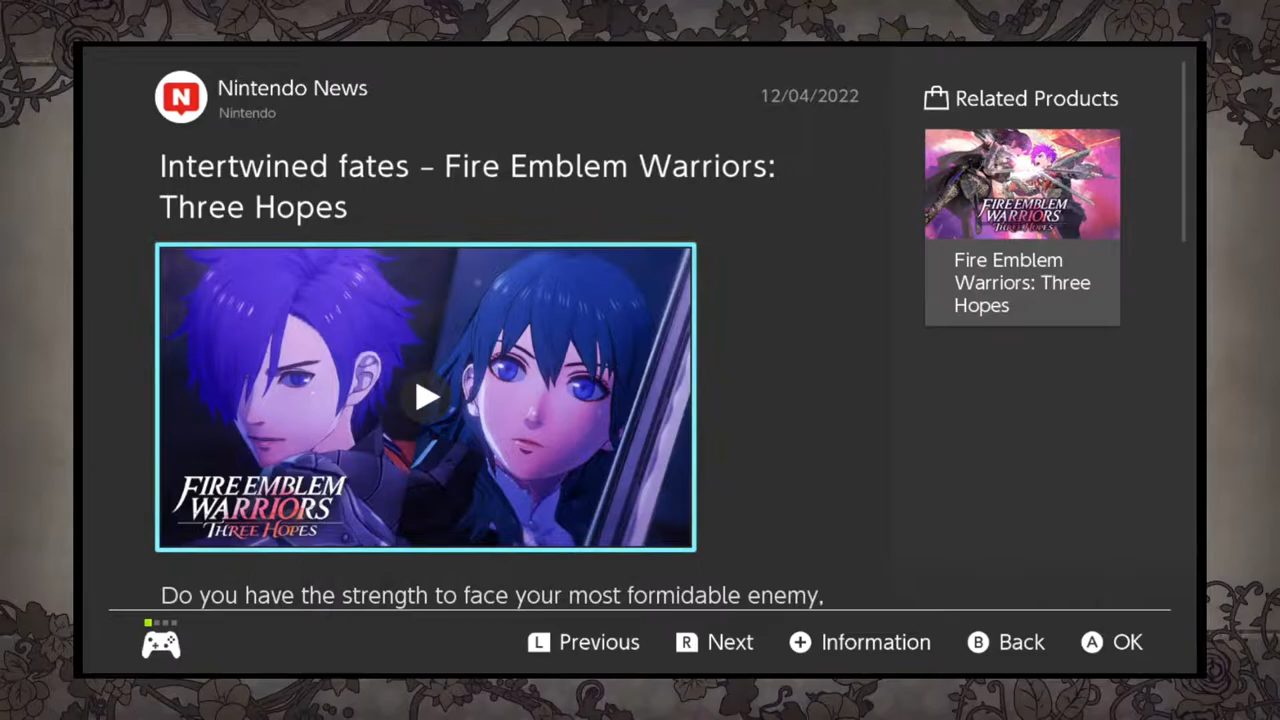 Nintendo News
Nintendo
12/04/2022
Intertwined fates – Fire Emblem Warriors:
Three Hopes
FIRE EMBLEM
WARRIORS
THREE HOPES
Do you have the strength to face your most formidable enemy,
Related Products
FIRE EMBLEM
WARRIORS
THREE HOPES
Fire Emblem
Warriors: Three
Hopes
L Previous
R Next
+ Information
B Back
A OK